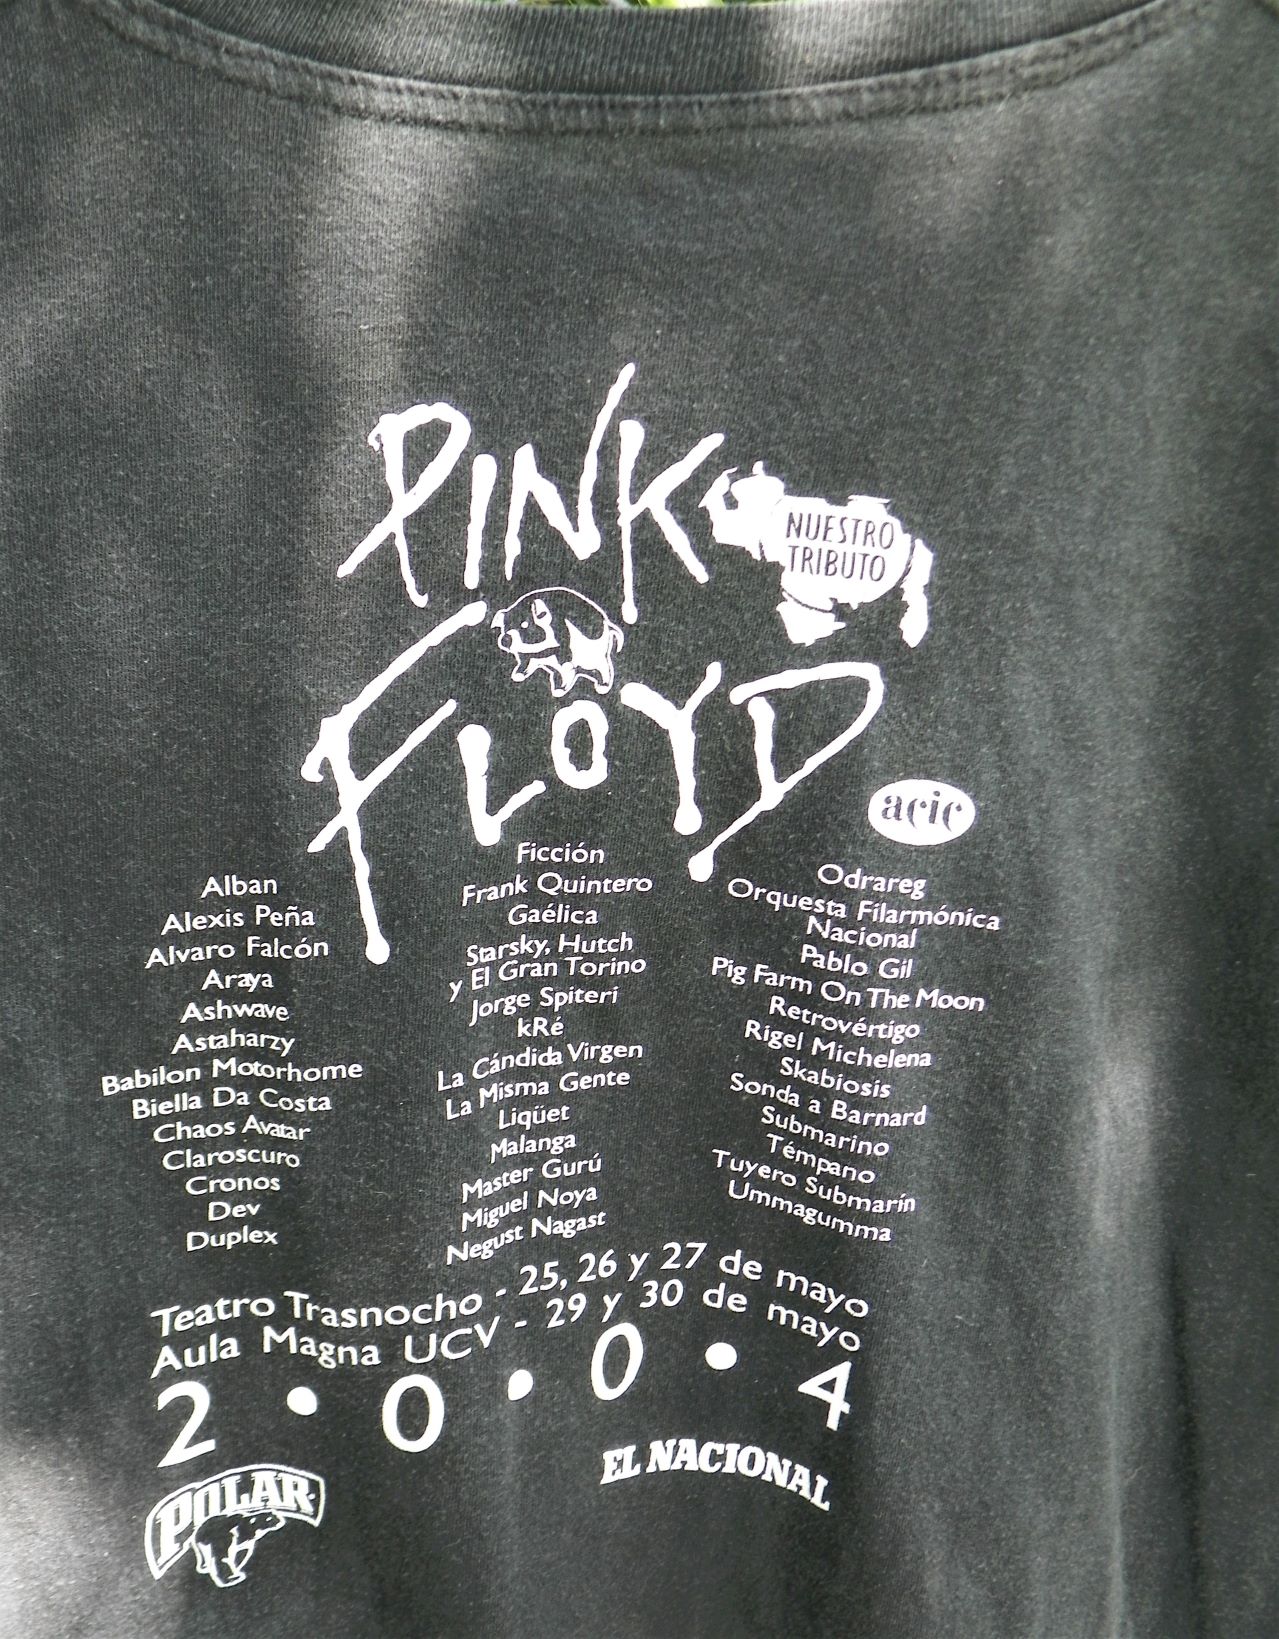 PINK
NUESTRO
TRIBUTO
FLOYD
acic
Alban
Alexis Peña
Alvaro Falcón
Araya
Ashwave
Astaharzy
Babilon Motorhome
Biella Da Costa
Chaos Avatar
Claroscuro
Cronos
Dev
Duplex
Ficción
Frank Quintero
Gaélica
Starsky, Hutch
y El Gran Torino
Jorge Spiteri
kRé
La Cándida Virgen
La Misma Gente
Liqüet
Malanga
Master Gurú
Miguel Noya
Negust Nagast
Odrareg
Orquesta Filarmónica
Nacional
Pablo Gil
Pig Farm On The Moon
Retrovértigo
Rigel Michelena
Skabiosis
Sonda a Barnard
Submarino
Témpano
Tuyero Submarín
Ummagumma
Teatro Trasnocho - 25, 26 y 27 de mayo
Aula Magna UCV - 29 y 30 de mayo
2 • 0 • 0 • 4
POLAR
EL NACIONAL